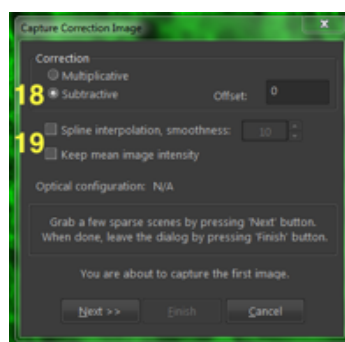 Capture Correction Image
x
Correction
Multiplicative
18 Subtractive Offset: 0
19 Spline interpolation, smoothness: 10
Keep mean image intensity
Optical configuration: N/A
Grab a few sparse scenes by pressing 'Next' button.
When done, leave the dialog by pressing 'Finish' button.
You are about to capture the first image.
Next >> Finish Cancel